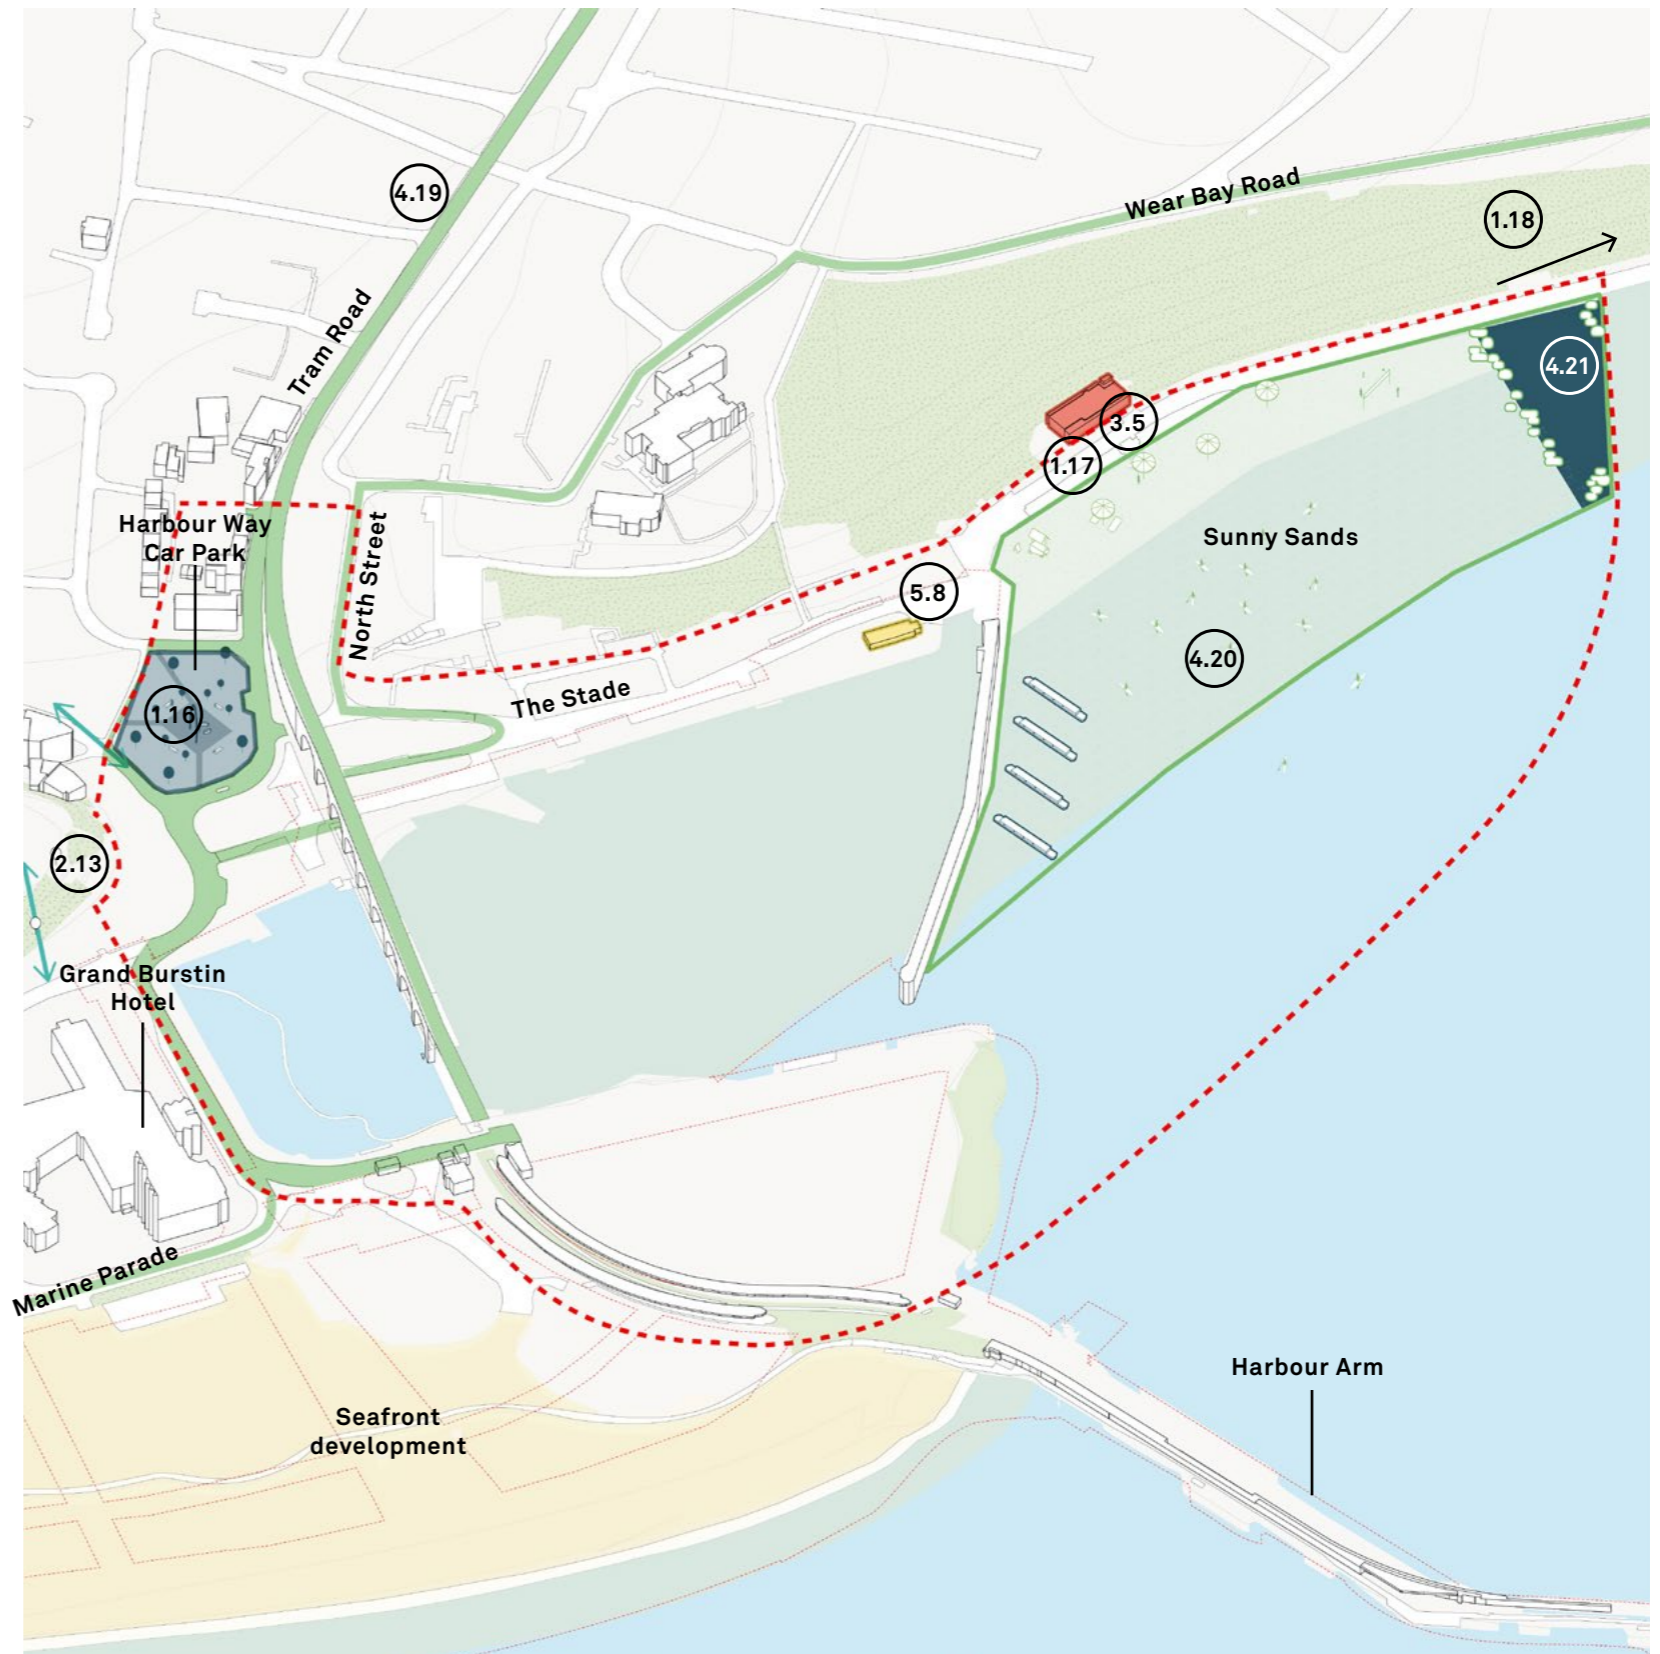 4.19
Wear Bay Road
1.18
Tram Road
4.21
3.5
1.17
Harbour Way
Car Park
North Street
Sunny Sands
5.8
4.20
The Stade
1.16
2.13
Grand Burstin
Hotel
Marine Parade
Harbour Arm
Seafront
development